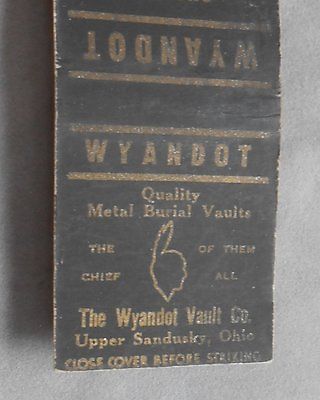 WYANDOT
WYANDOT
Quality
Metal Burial Vaults
THE OF THEM
CHIEF ALL
The Wyandot Vault Co.
Upper Sandusky, Ohio
CLOSE COVER BEFORE STRIKING